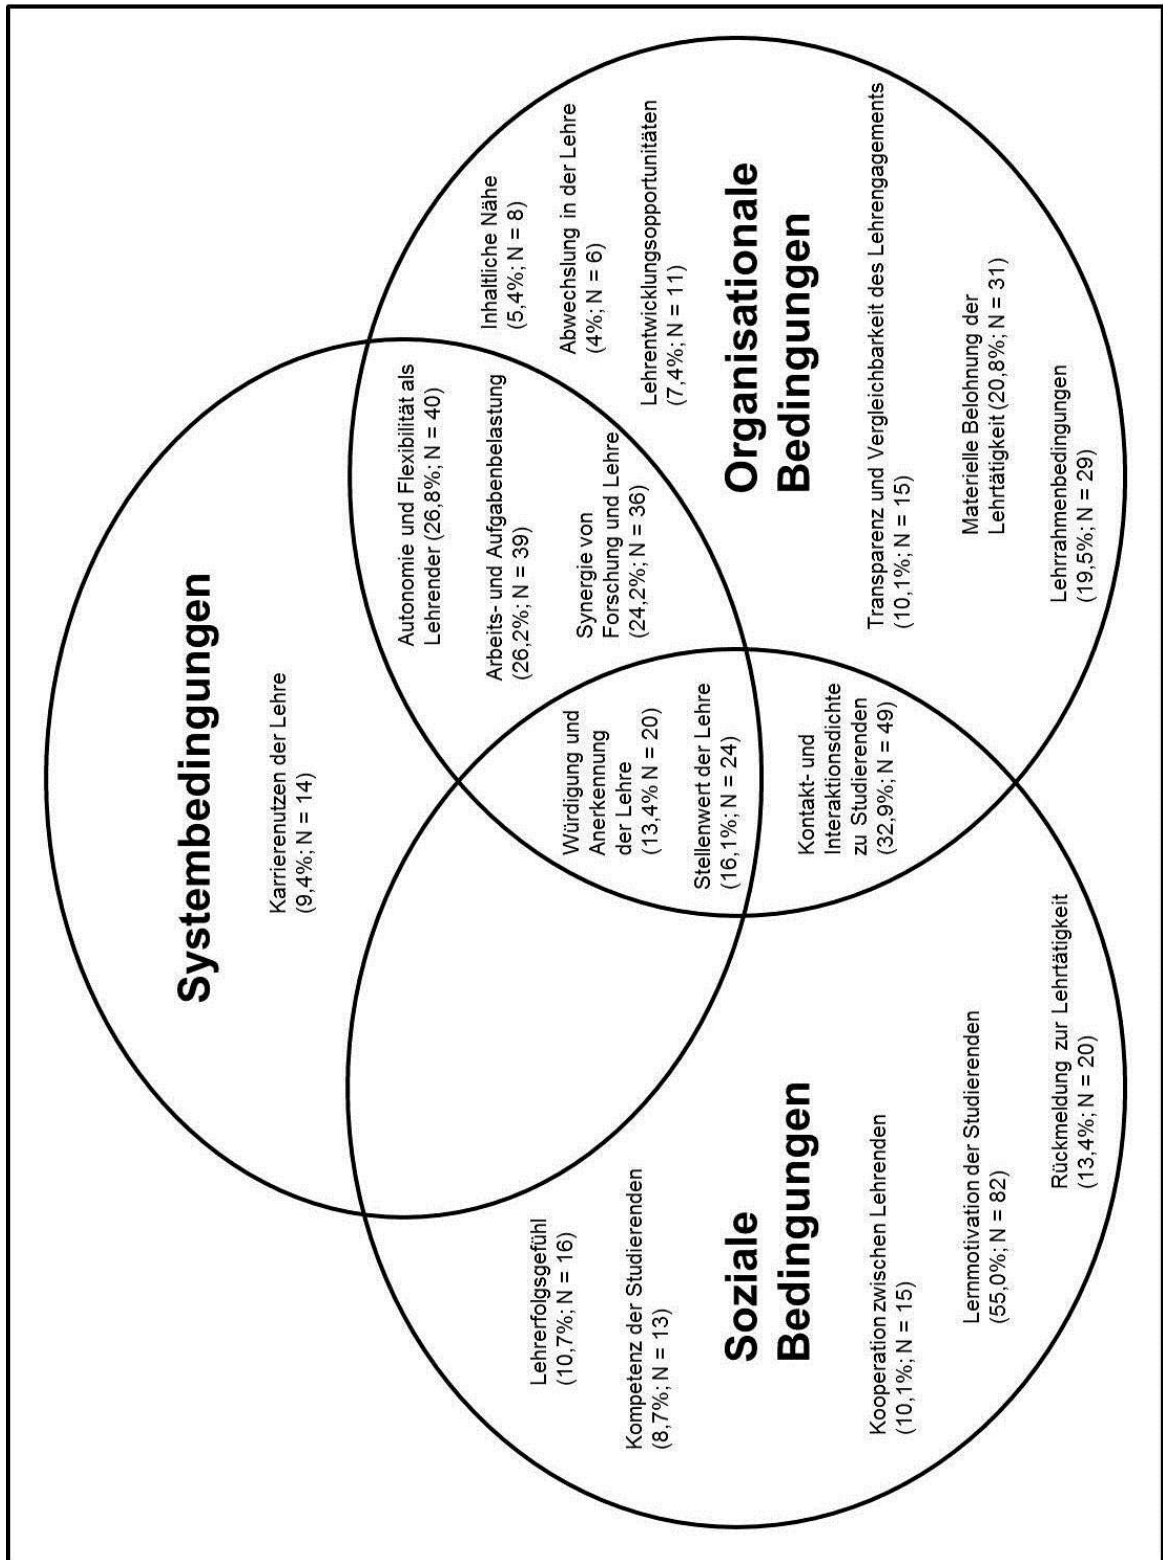 Systembedingungen
Karrierenutzen der Lehre
(9,4%; N = 14)
Autonomie und Flexibilität als
Lehrender (26,8%; N = 40)
Arbeits- und Aufgabenbelastung
(26,2%; N = 39)
Synergie von
Forschung und Lehre
(24,2%; N = 36)
Würdigung und
Anerkennung
der Lehre
(13,4% N = 20)
Stellenwert der Lehre
(16,1%; N = 24)
Kontakt- und
Interaktionsdichte
zu Studierenden
(32,9%; N = 49)
Lehrerfolgsgefühl
(10,7%; N = 16)
Kompetenz der Studierenden
(8,7%; N = 13)
Soziale
Bedingungen
Kooperation zwischen Lehrenden
(10,1%; N = 15)
Lernmotivation der Studierenden
(55,0%; N = 82)
Rückmeldung zur Lehrtätigkeit
(13,4%; N = 20)
Inhaltliche Nähe
(5,4%; N = 8)
Abwechslung in der Lehre
(4%; N = 6)
Lehrentwicklungsopportunitäten
(7,4%; N = 11)
Organisationale
Bedingungen
Transparenz und Vergleichbarkeit des Lehrengagements
(10,1%; N = 15)
Materielle Belohnung der
Lehrtätigkeit (20,8%; N = 31)
Lehrrahmenbedingungen
(19,5%; N = 29)